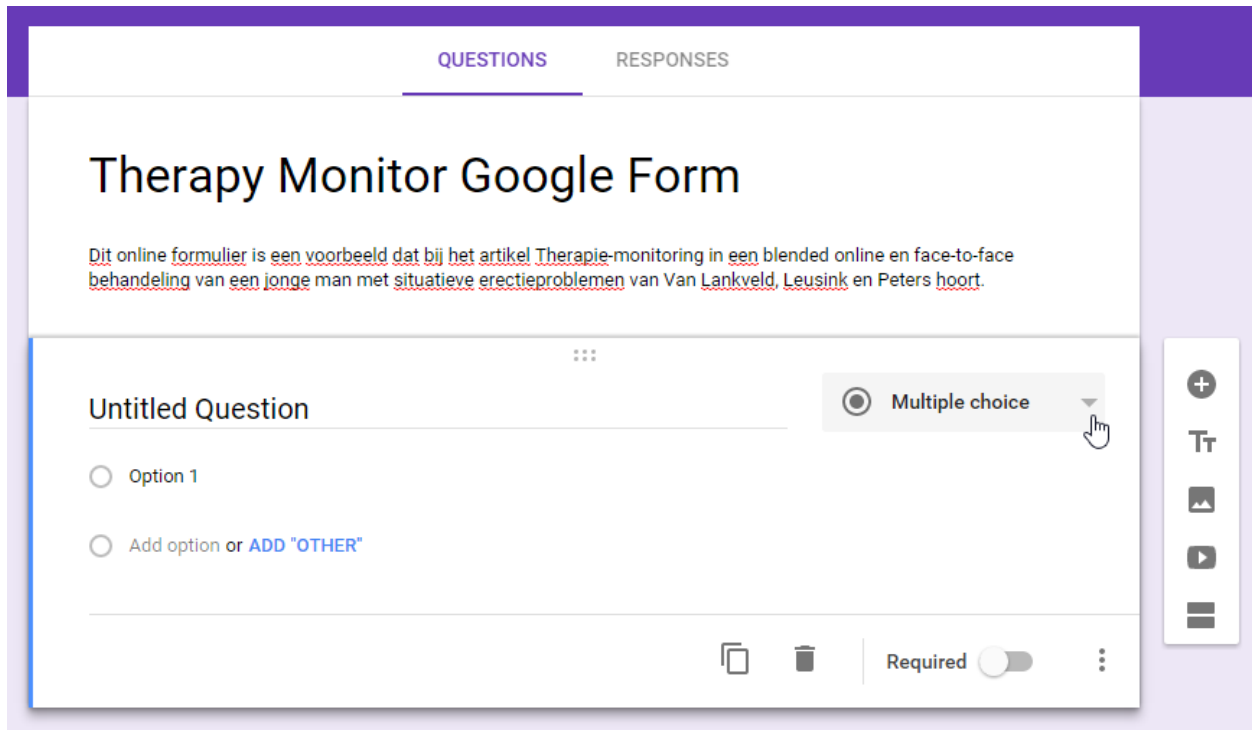 QUESTIONS RESPONSES
Therapy Monitor Google Form
Dit online formulier is een voorbeeld dat bij het artikel Therapie-monitoring in een blended online en face-to-face
behandeling van een jonge man met situatieve erectieproblemen van Van Lankveld, Leusink en Peters hoort.
Untitled Question
Multiple choice
Option 1
Add option or ADD "OTHER"
Required
Tт